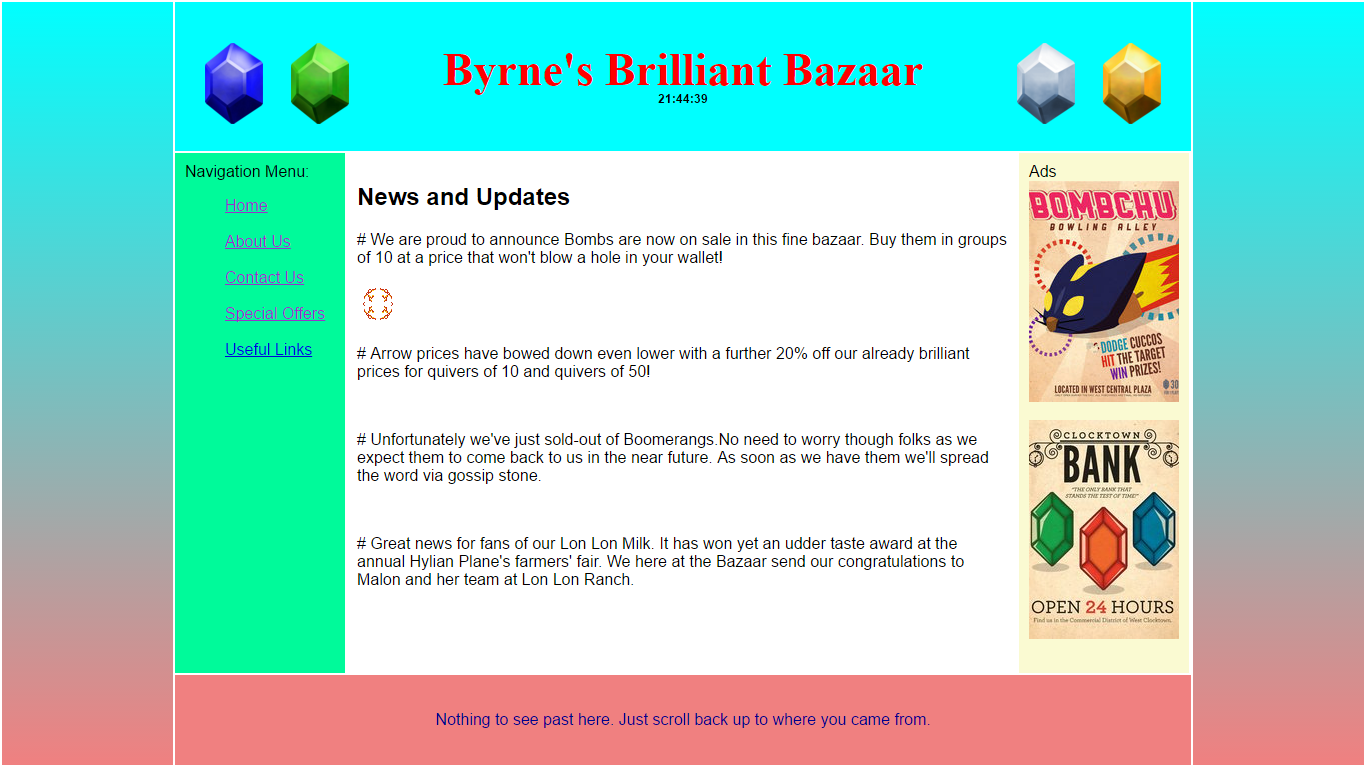 Byrne's Brilliant Bazaar
21:44:39
Navigation Menu:
Home
About Us
Contact Us
Special Offers
Useful Links
News and Updates
# We are proud to announce Bombs are now on sale in this fine bazaar. Buy them in groups
of 10 at a price that won't blow a hole in your wallet!
# Arrow prices have bowed down even lower with a further 20% off our already brilliant
prices for quivers of 10 and quivers of 50!
# Unfortunately we've just sold-out of Boomerangs.No need to worry though folks as we
expect them to come back to us in the near future. As soon as we have them we'll spread
the word via gossip stone.
# Great news for fans of our Lon Lon Milk. It has won yet an udder taste award at the
annual Hylian Plane's farmers' fair. We here at the Bazaar send our congratulations to
Malon and her team at Lon Lon Ranch.
Ads
BOMBCHU
BOWLING ALLEY
DODGE CUCCOS
HIT THE TARGET
WIN PRIZES!
LOCATED IN WEST CENTRAL PLAZA
30
CLOCKTOWN
BANK
"THE ONLY BANK THAT
STANDS THE TEST OF TIME!"
OPEN 24 HOURS
Find us in the Commercial District of West Clocktown.
Nothing to see past here. Just scroll back up to where you came from.